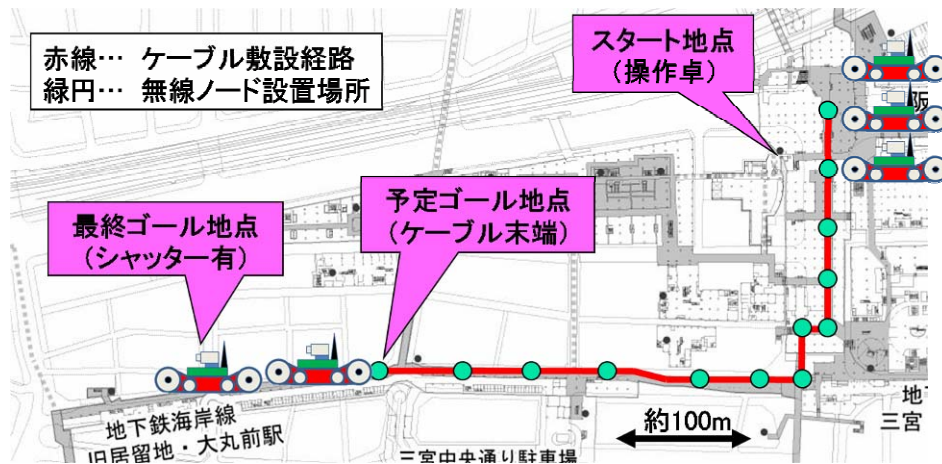 赤線… ケーブル敷設経路
緑円… 無線ノード設置場所
スタート地点
(操作卓)
阪
最終ゴール地点
(シャッター有)
予定ゴール地点
(ケーブル末端)
約100m
地下鉄海岸線
旧居留地・大丸前駅
三宮中央通り駐車場
地
三宮